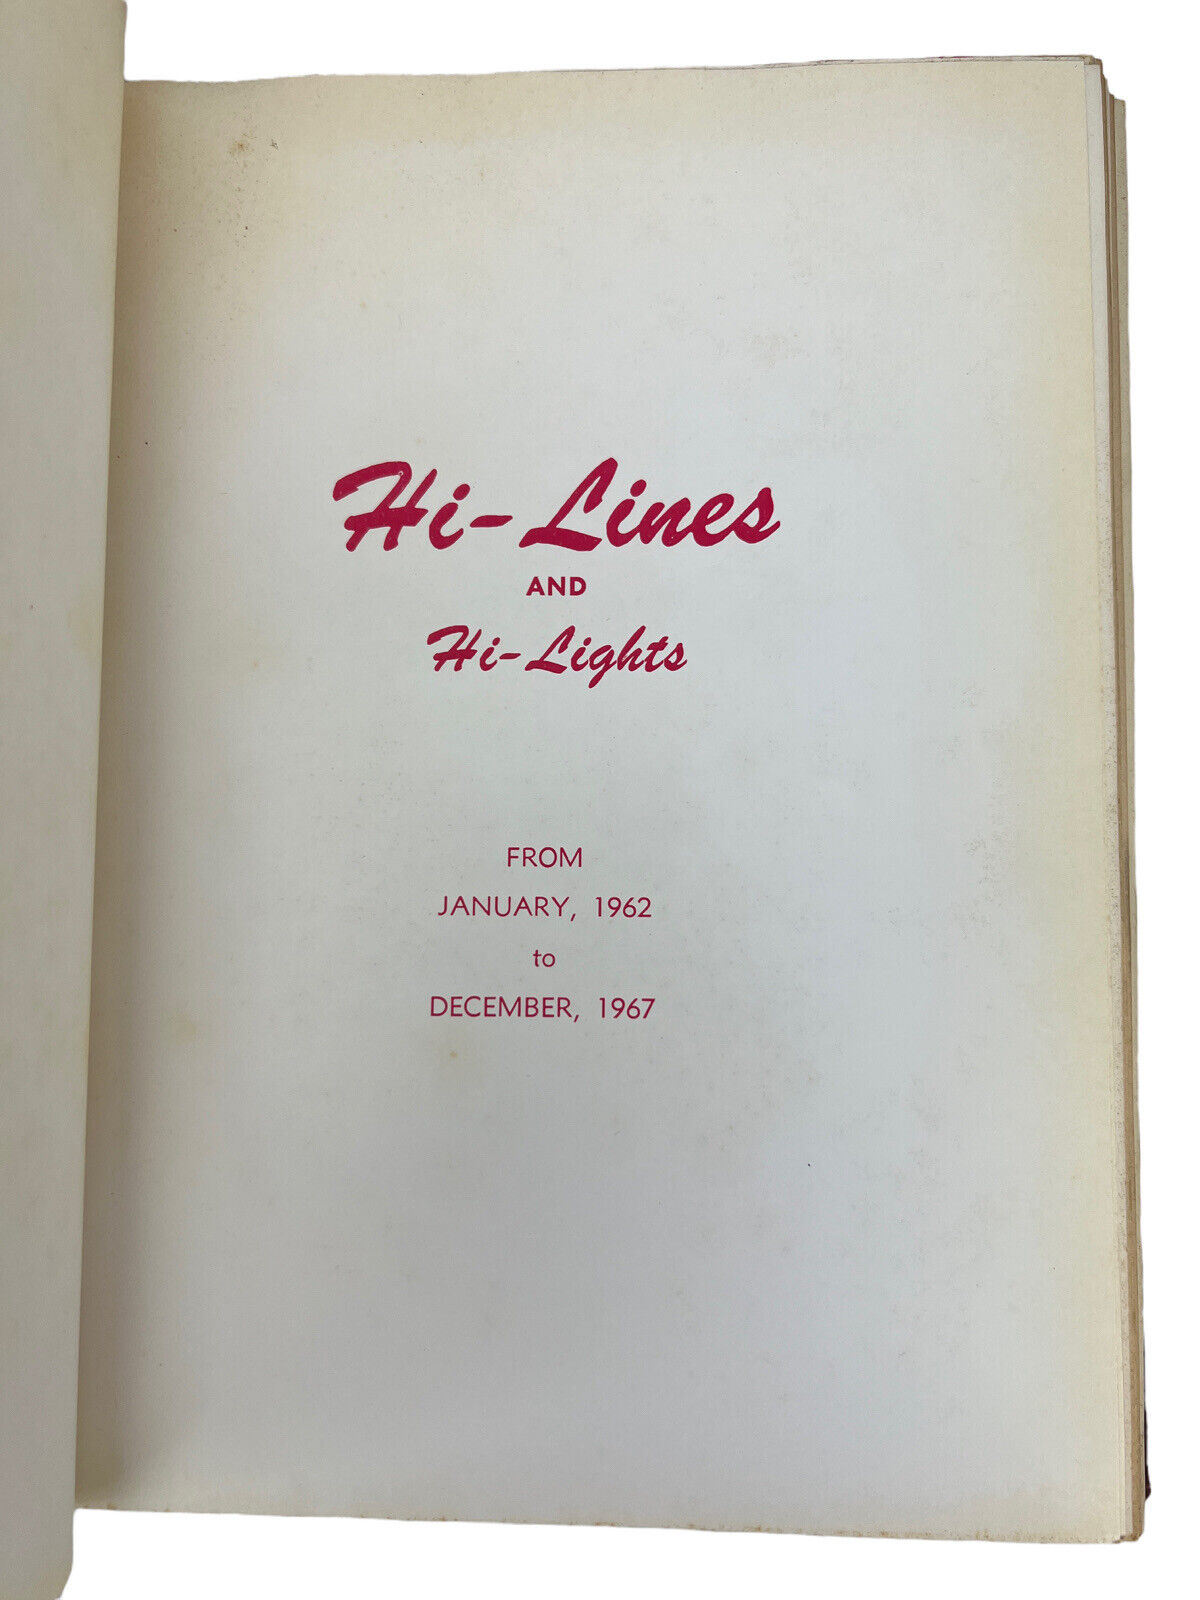 Hi-Lines
AND
Hi-Lights
FROM
JANUARY, 1962
to
DECEMBER, 1967